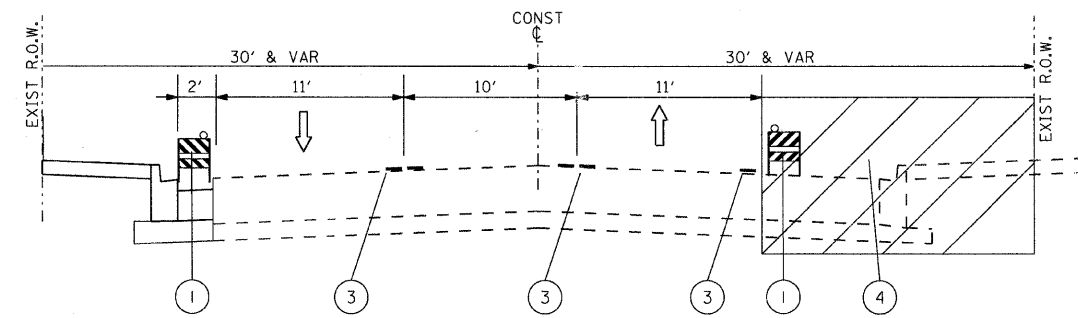 CONST
℄
EXIST R.O.W.
30' & VAR
30' & VAR
EXIST R.O.W.
2'
11'
10'
11'
1
3
3
3
1
4